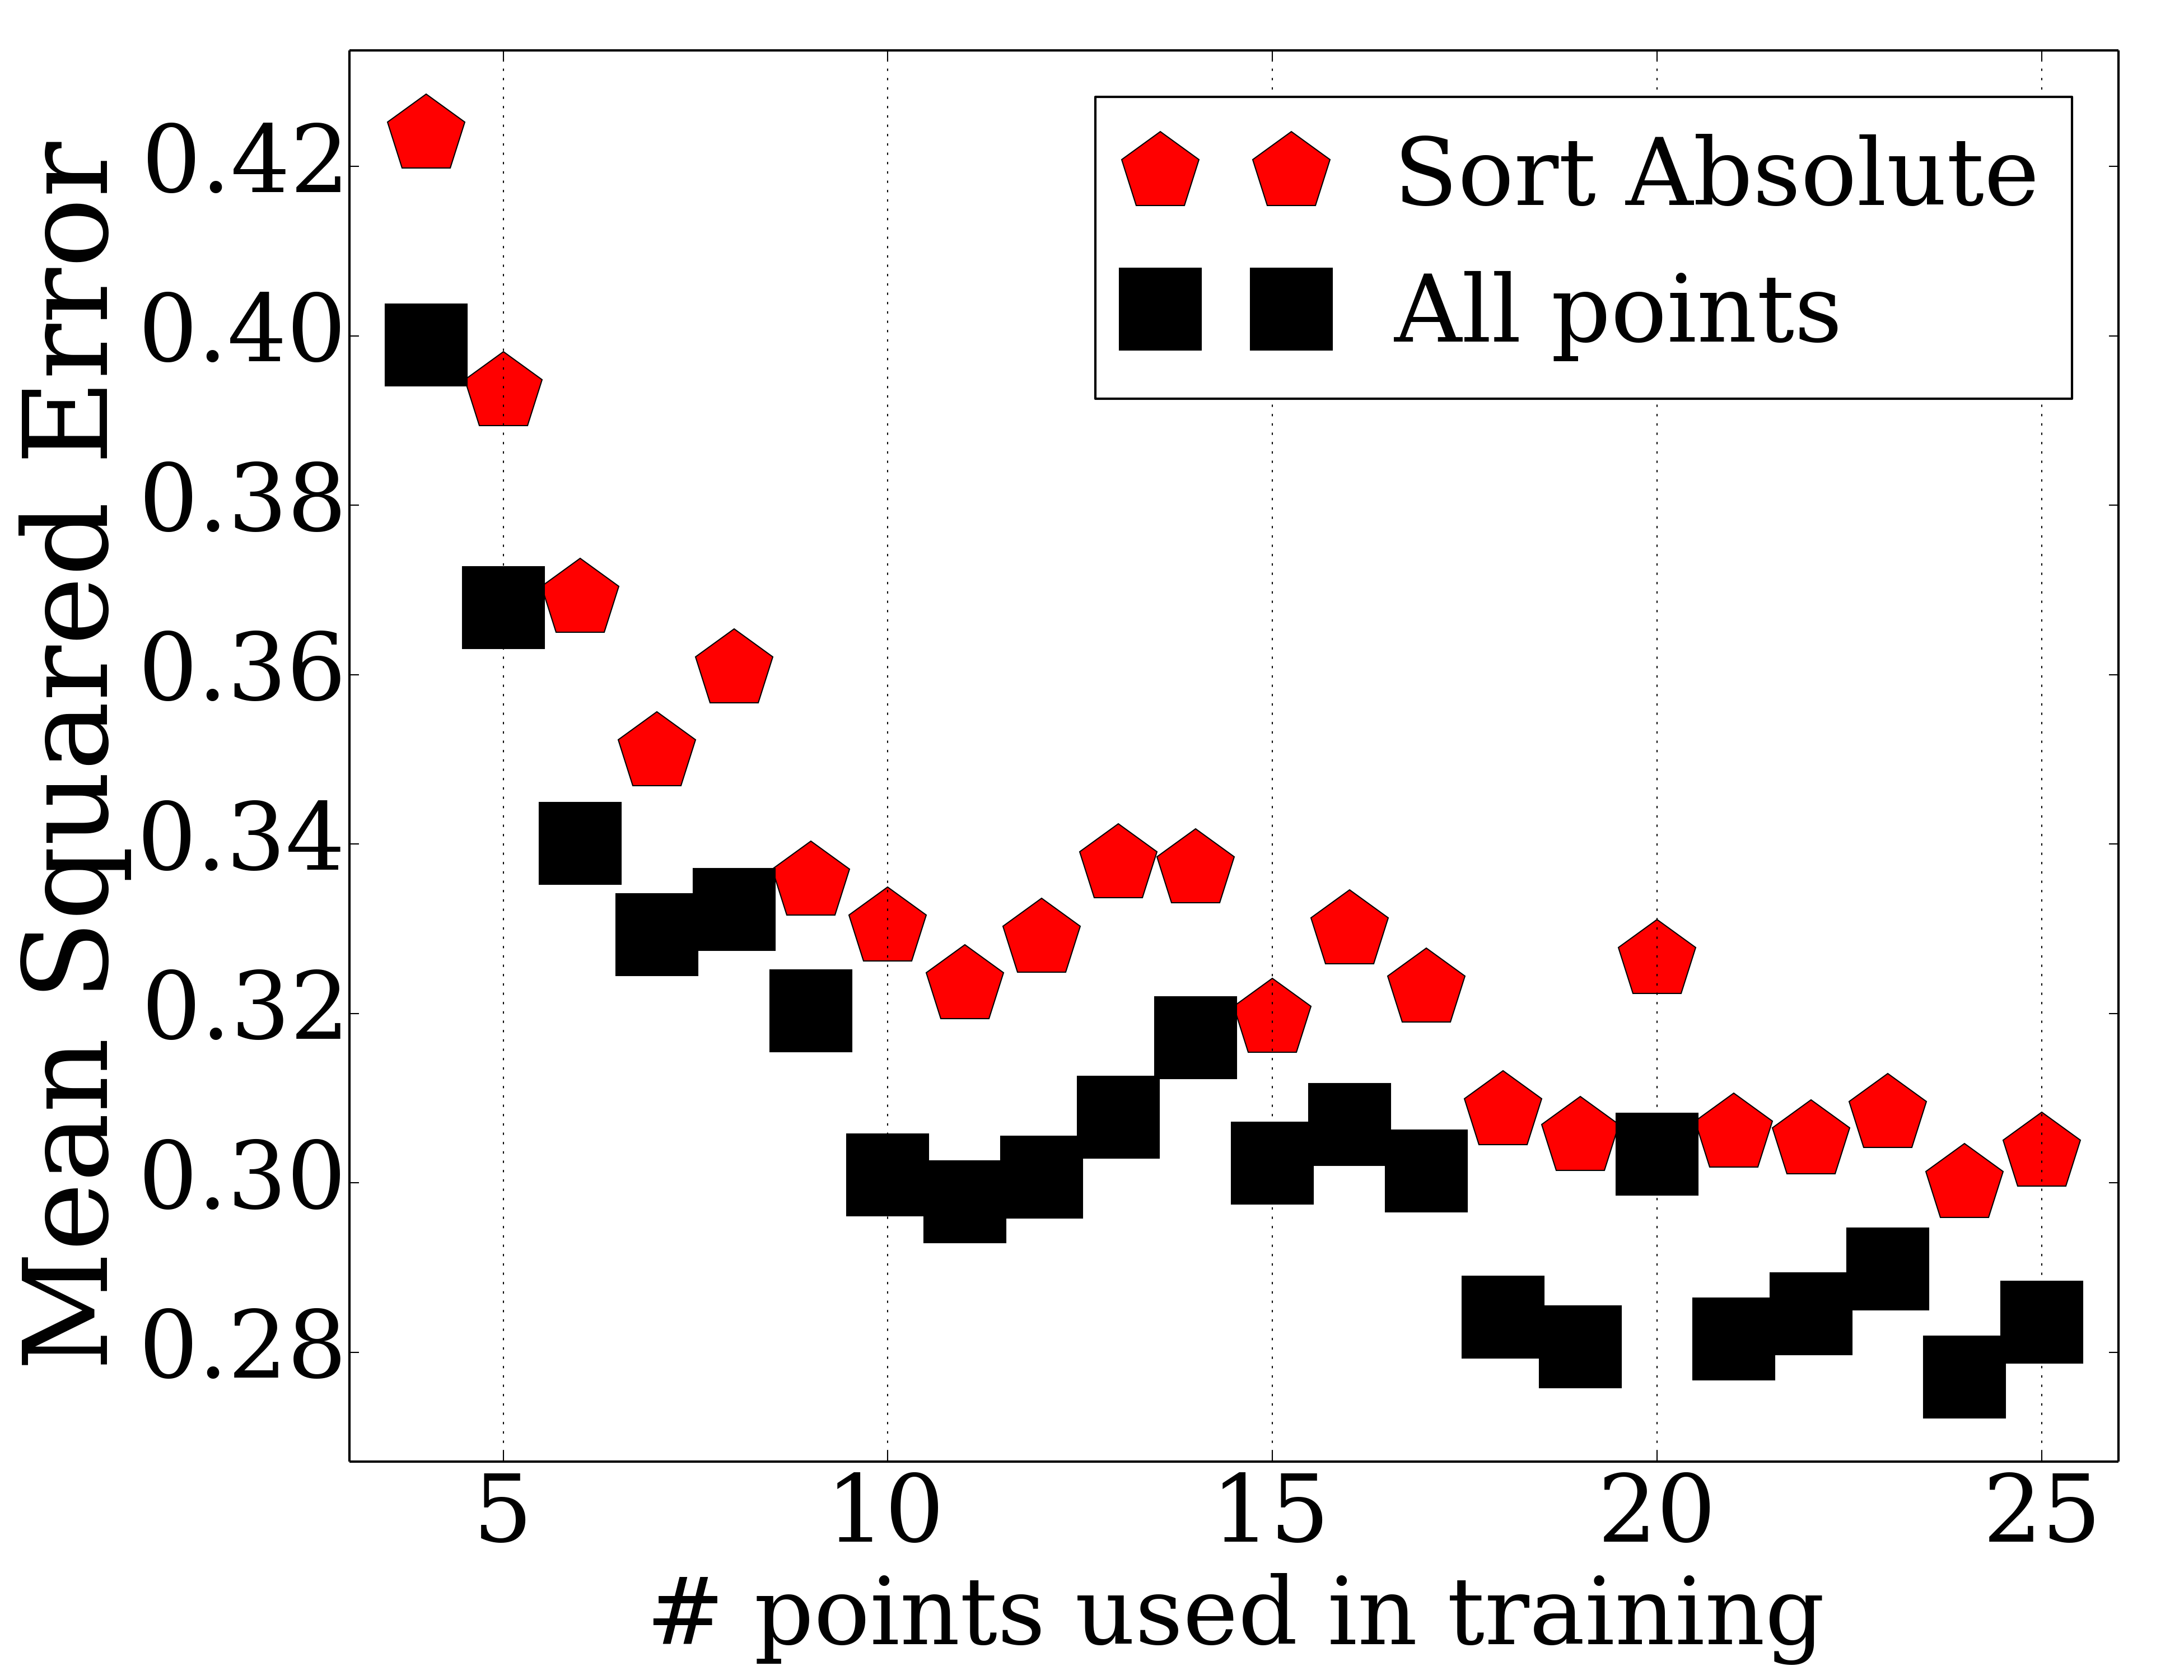 Mean Squared Error
0.42
0.40
0.38
0.36
0.34
0.32
0.30
0.28
Sort Absolute
All points
5 10 15 20 25
# points used in training